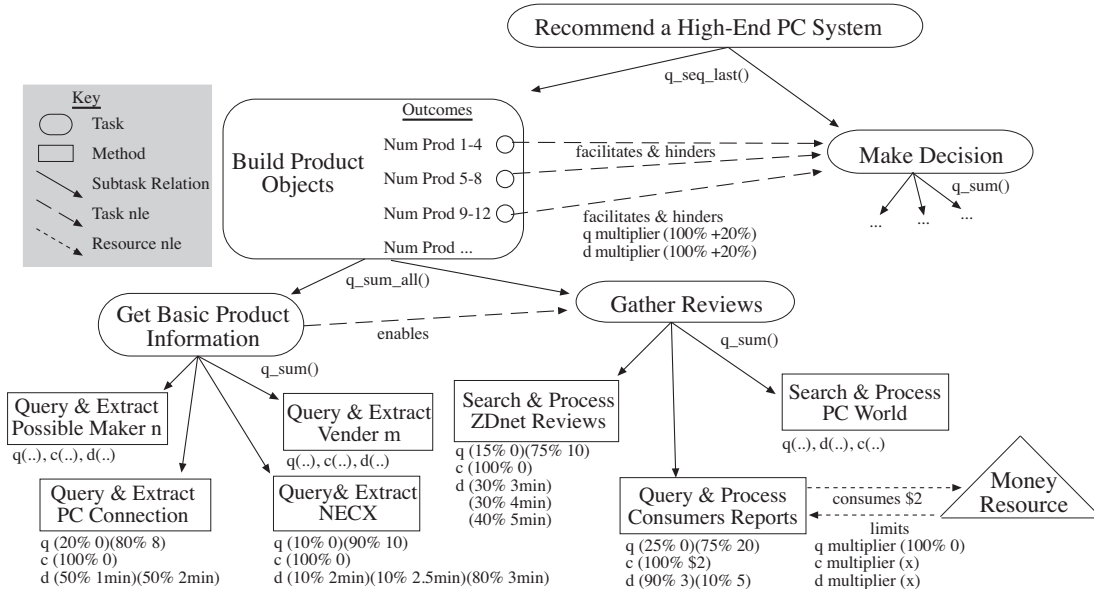 Recommend a High-End PC System
q_seq_last()
Key
Task
Method
Subtask Relation
Task nle
Resource nle
Build Product
Objects
Outcomes
Num Prod 1-4
Num Prod 5-8
Num Prod 9-12
Num Prod ...
facilitates & hinders
Make Decision
q_sum()
...
...
...
facilitates & hinders
q multiplier (100% +20%)
d multiplier (100% +20%)
q_sum_all()
Get Basic Product
Information
enables
Gather Reviews
q_sum()
q_sum()
Query & Extract
Possible Maker n
q(..), c(..), d(..)
Query & Extract
Vender m
q(..), c(..), d(..)
Search & Process
ZDnet Reviews
q (15% 0)(75% 10)
c (100% 0)
d (30% 3min)
(30% 4min)
(40% 5min)
Search & Process
PC World
q(..), d(..), c(..)
Query & Extract
PC Connection
q (20% 0)(80% 8)
c (100% 0)
d (50% 1min)(50% 2min)
Query& Extract
NECX
q (10% 0)(90% 10)
c (100% 0)
d (10% 2min)(10% 2.5min)(80% 3min)
Query & Process
Consumers Reports
q (25% 0)(75% 20)
c (100% $2)
d (90% 3)(10% 5)
consumes $2
limits
q multiplier (100% 0)
c multiplier (x)
d multiplier (x)
Money
Resource